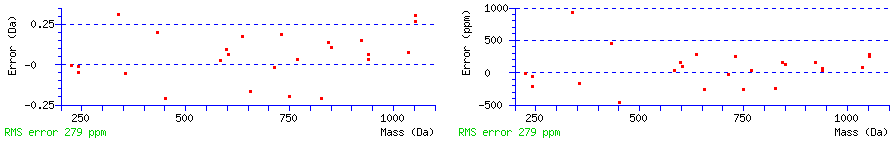 0.25
-0
-0.25
Error (Da)
250
500
750
1000
RMS error 279 ppm
Mass (Da)
1000
500
0
-500
Error (ppm)
250
500
750
1000
RMS error 279 ppm
Mass (Da)